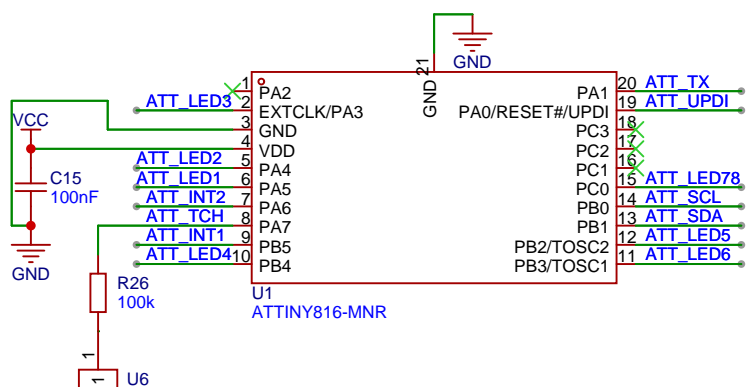 GND
21
GND
1 PA2
ATT_LED3 2 EXTCLK/PA3
3 GND
VCC 4 VDD
ATT_LED2 5 PA4
ATT_LED1 6 PA5
ATT_INT2 7 PA6
ATT_TCH 8 PA7
ATT_INT1 9 PB5
ATT_LED4 10 PB4
PA1 20 ATT_TX
PA0/RESET#/UPDI 19 ATT_UPDI
PC3 18
PC2 17
PC1 16
PC0 15 ATT_LED78
PB0 14 ATT_SCL
PB1 13 ATT_SDA
PB2/TOSC2 12 ATT_LED5
PB3/TOSC1 11 ATT_LED6
C15
100nF
GND
U1
ATTINY816-MNR
R26
100k
1
1
U6